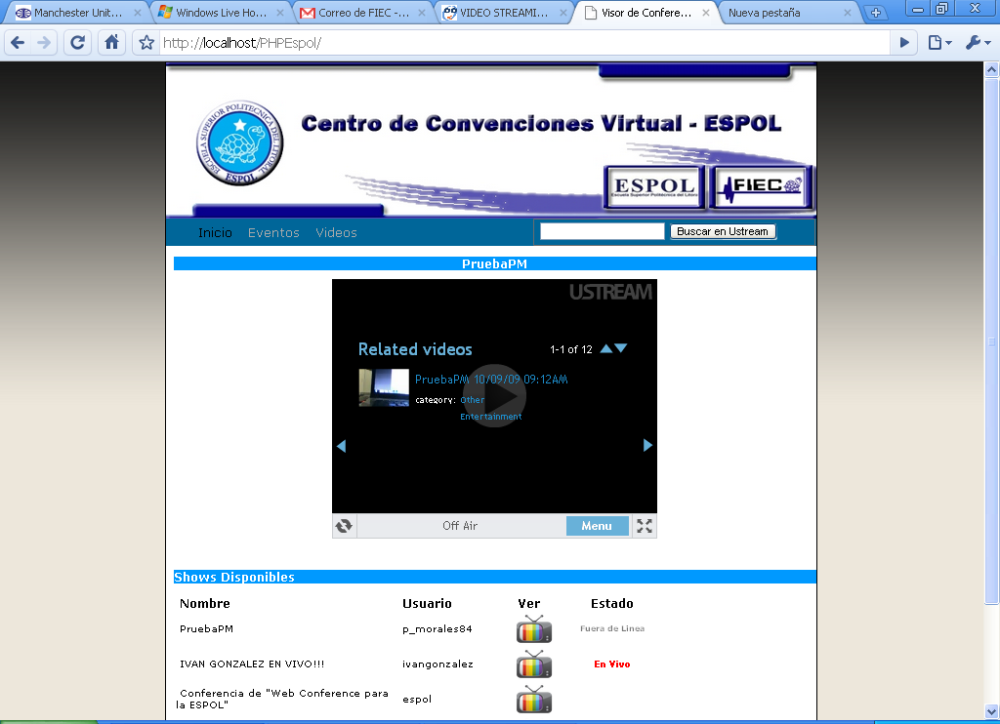 Manchester Unit...
Windows Live Ho...
Correo de FIEC -...
VIDEO STREAMI...
Visor de Confere...
Nueva pestaña
http://localhost/PHPEspol/
ESCUELA SUPERIOR POLITECNICA DEL LITORAL
ESPOL
Centro de Convenciones Virtual - ESPOL
ESPOL
Escuela Superior Politécnica del Litoral
FIEC
Inicio Eventos Videos
Buscar en Ustream
PruebaPM
USTREAM
Related videos 1-1 of 12
PruebaPM 10/09/09 09:12AM
category: Other
Entertainment
Off Air Menu
Shows Disponibles
Nombre Usuario Ver Estado
PruebaPM p_morales84 Fuera de Linea
IVAN GONZALEZ EN VIVO!!! ivangonzalez En Vivo
Conferencia de "Web Conference para
la ESPOL" espol